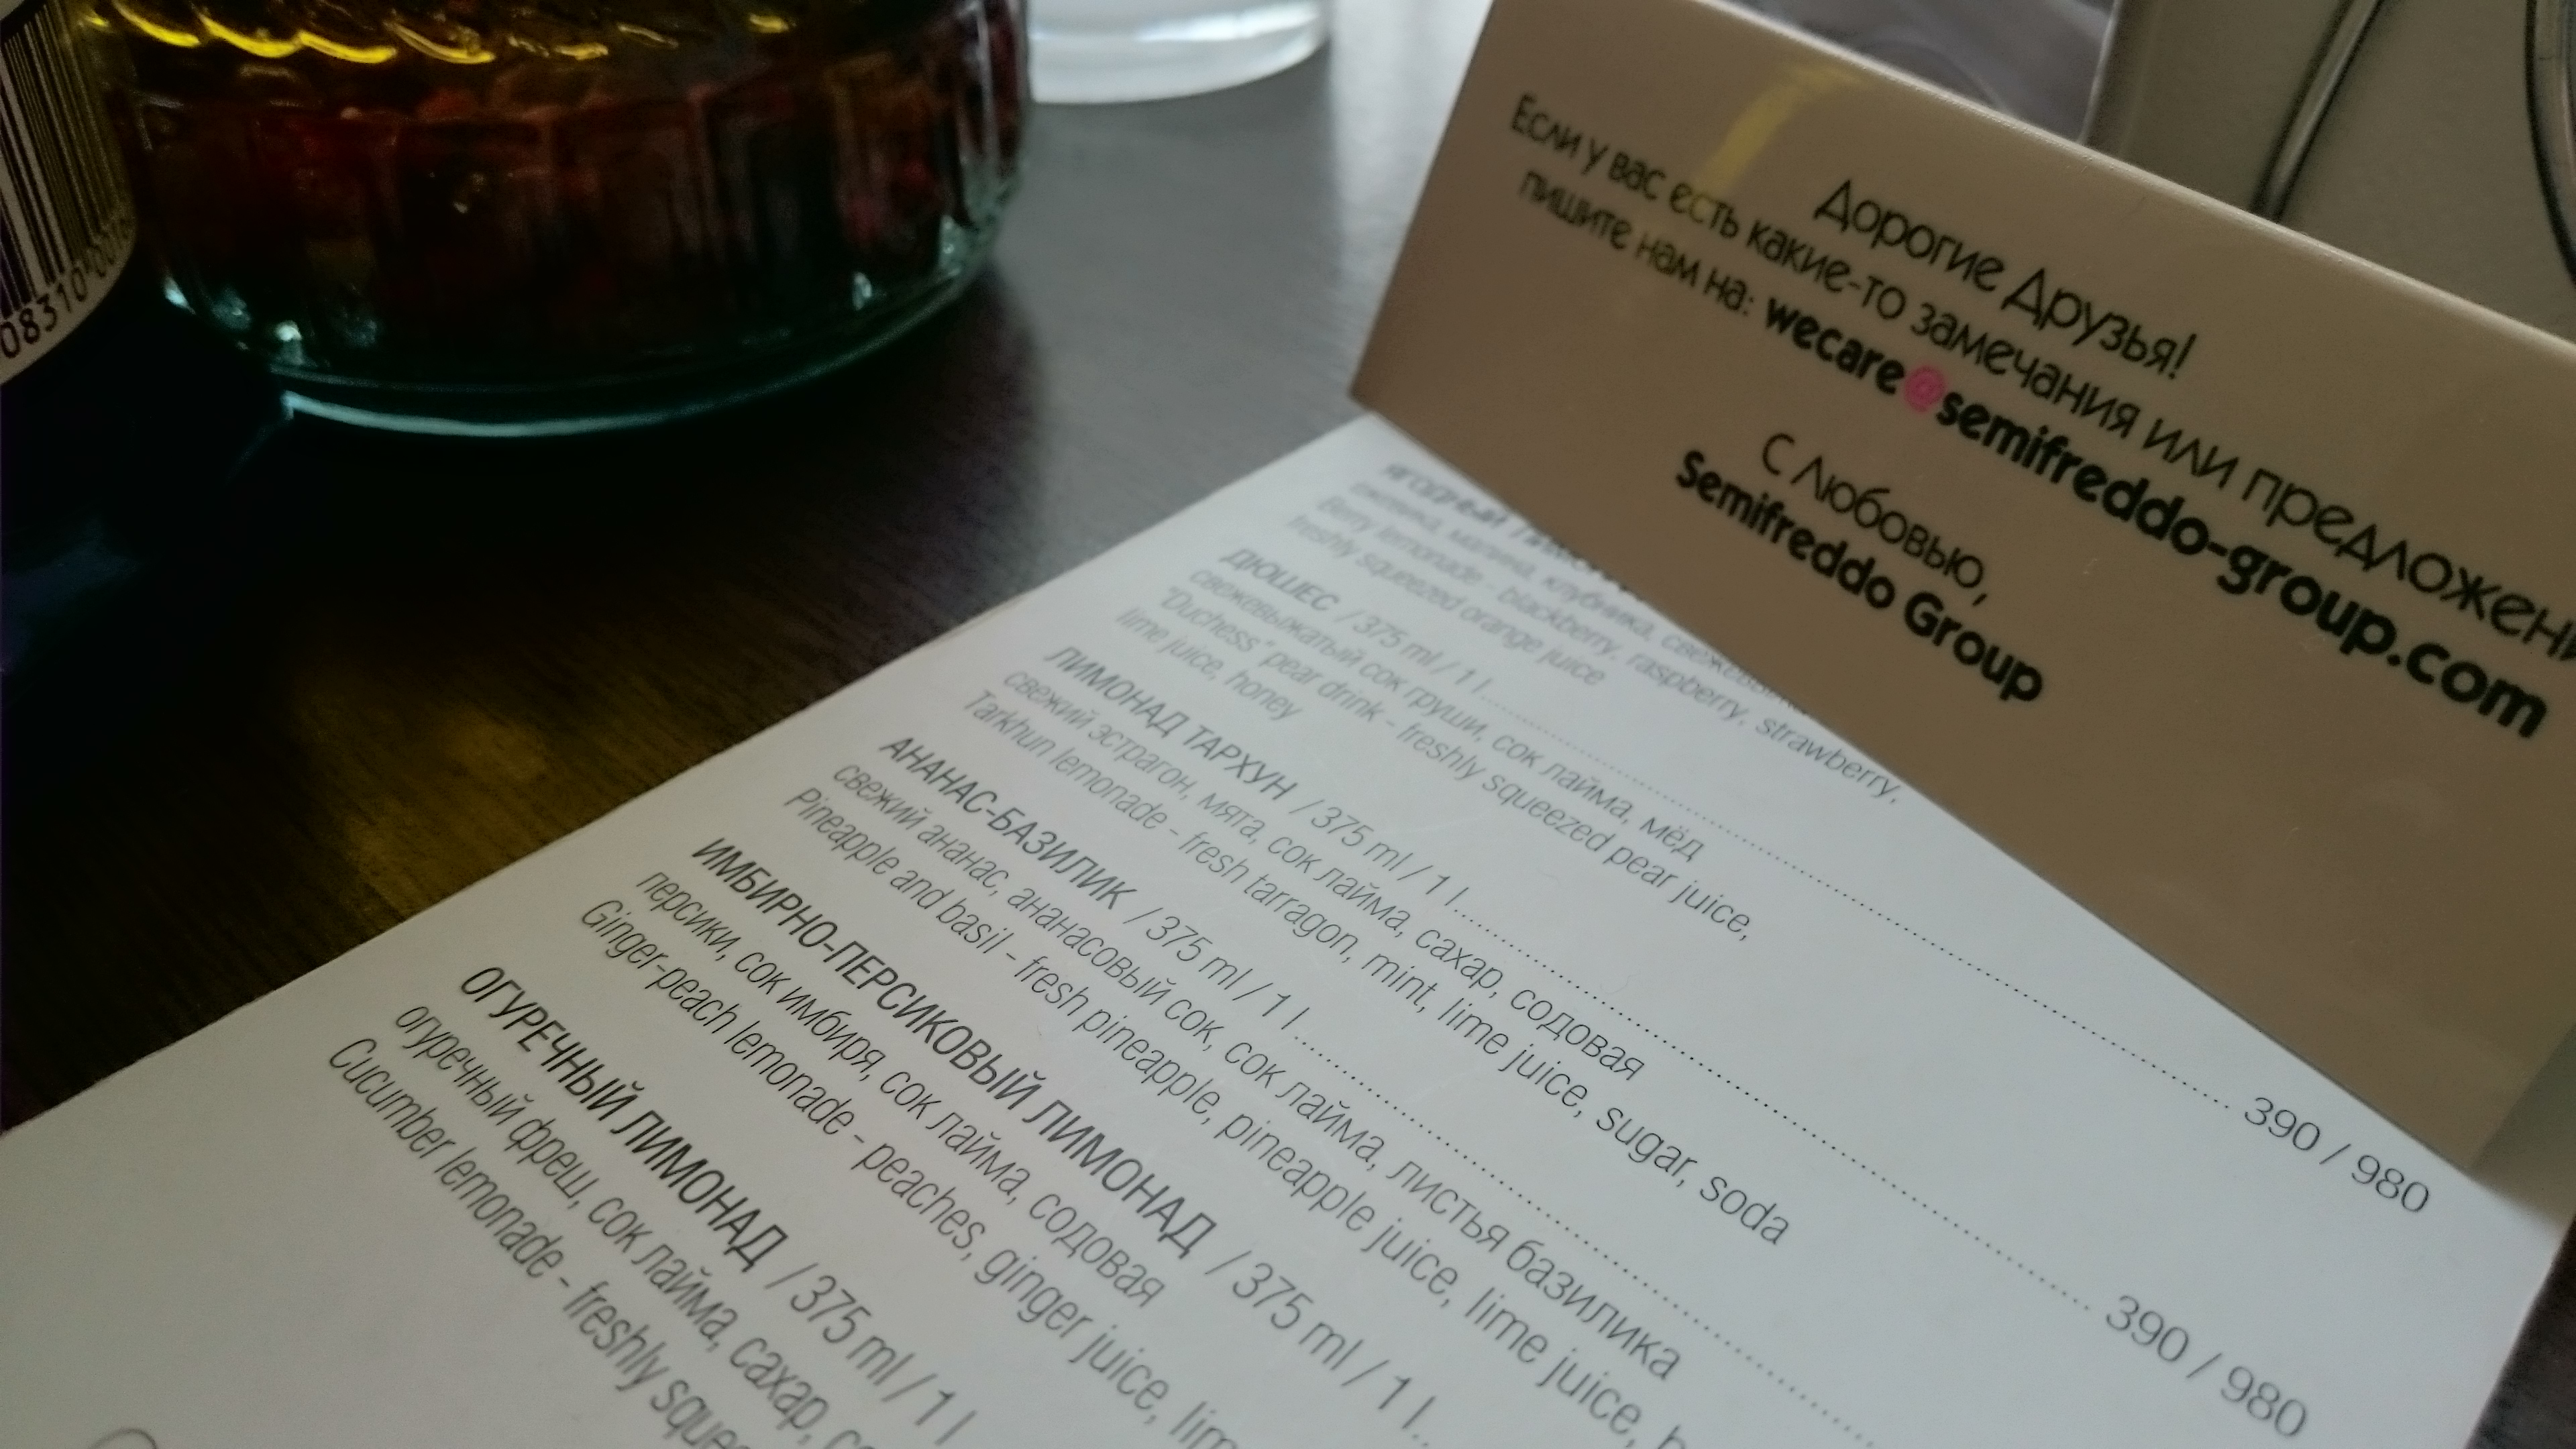 08310
Дорогие Друзья!
Если у вас есть какие-то замечания или
пишите нам на: wecare@semifreddo-group.com
С Любовью,
Semifreddo Group
ЯГОДНЫЙ
малина, клубника,
Berry lemonade - blackberry, raspberry, strawberry,
freshly squeezed orange juice
ДЮШЕС / 375 ml / 1 l ........ 390 / 980
свежевыжатый сок груши, сок лайма, мёд
"Duchess" pear drink - freshly squeezed pear juice,
lime juice, honey
ЛИМОНАД ТАРХУН / 375 ml / 1 l ........ 390 / 980
свежий эстрагон, мята, сок лайма, сахар, содовая
Tarkhun lemonade - fresh tarragon, mint, lime juice, sugar, soda
АНАНАС-БАЗИЛИК / 375 ml / 1 l ........
свежий ананас, ананасовый сок, сок лайма, листья базилика
Pineapple and basil - fresh pineapple, pineapple juice, lime juice,
ИМБИРНО-ПЕРСИКОВЫЙ ЛИМОНАД / 375 ml / 1 l..
персики, сок имбиря, сок лайма, содовая
Ginger-peach lemonade - peaches, ginger juice,
ОГУРЕЧНЫЙ ЛИМОНАД / 375 ml / 1 l
огуречный фреш, сок лайма, сахар,
Cucumber lemonade - freshly